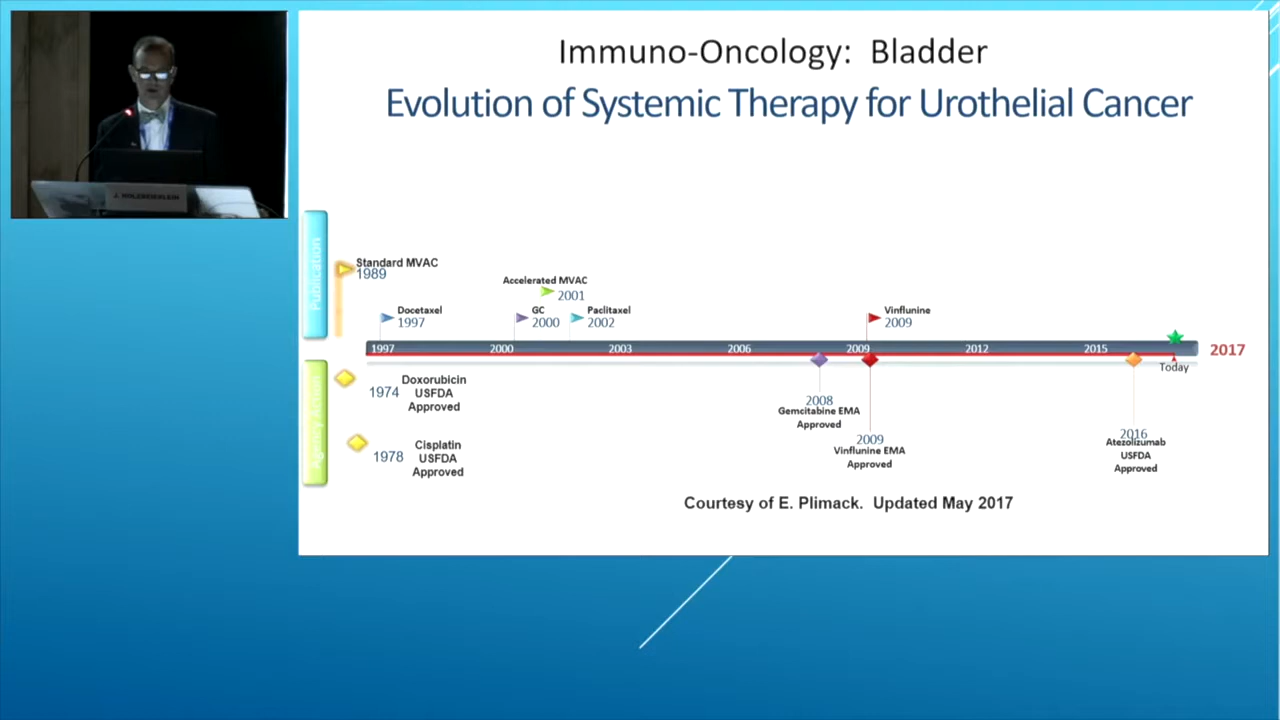 J. HOLZBEIERLEIN
Immuno-Oncology: Bladder
Evolution of Systemic Therapy for Urothelial Cancer
Publication
Standard MVAC
1989
Accelerated MVAC
2001
Docetaxel
1997
GC
2000
Paclitaxel
2002
Vinflunine
2009
1997 2000 2003 2006 2009 2012 2015 2017
Today
Agency Action
1974
Doxorubicin
USFDA
Approved
1978
Cisplatin
USFDA
Approved
2008
Gemcitabine EMA
Approved
2009
Vinflunine EMA
Approved
2016
Atezolizumab
USFDA
Approved
Courtesy of E. Plimack. Updated May 2017